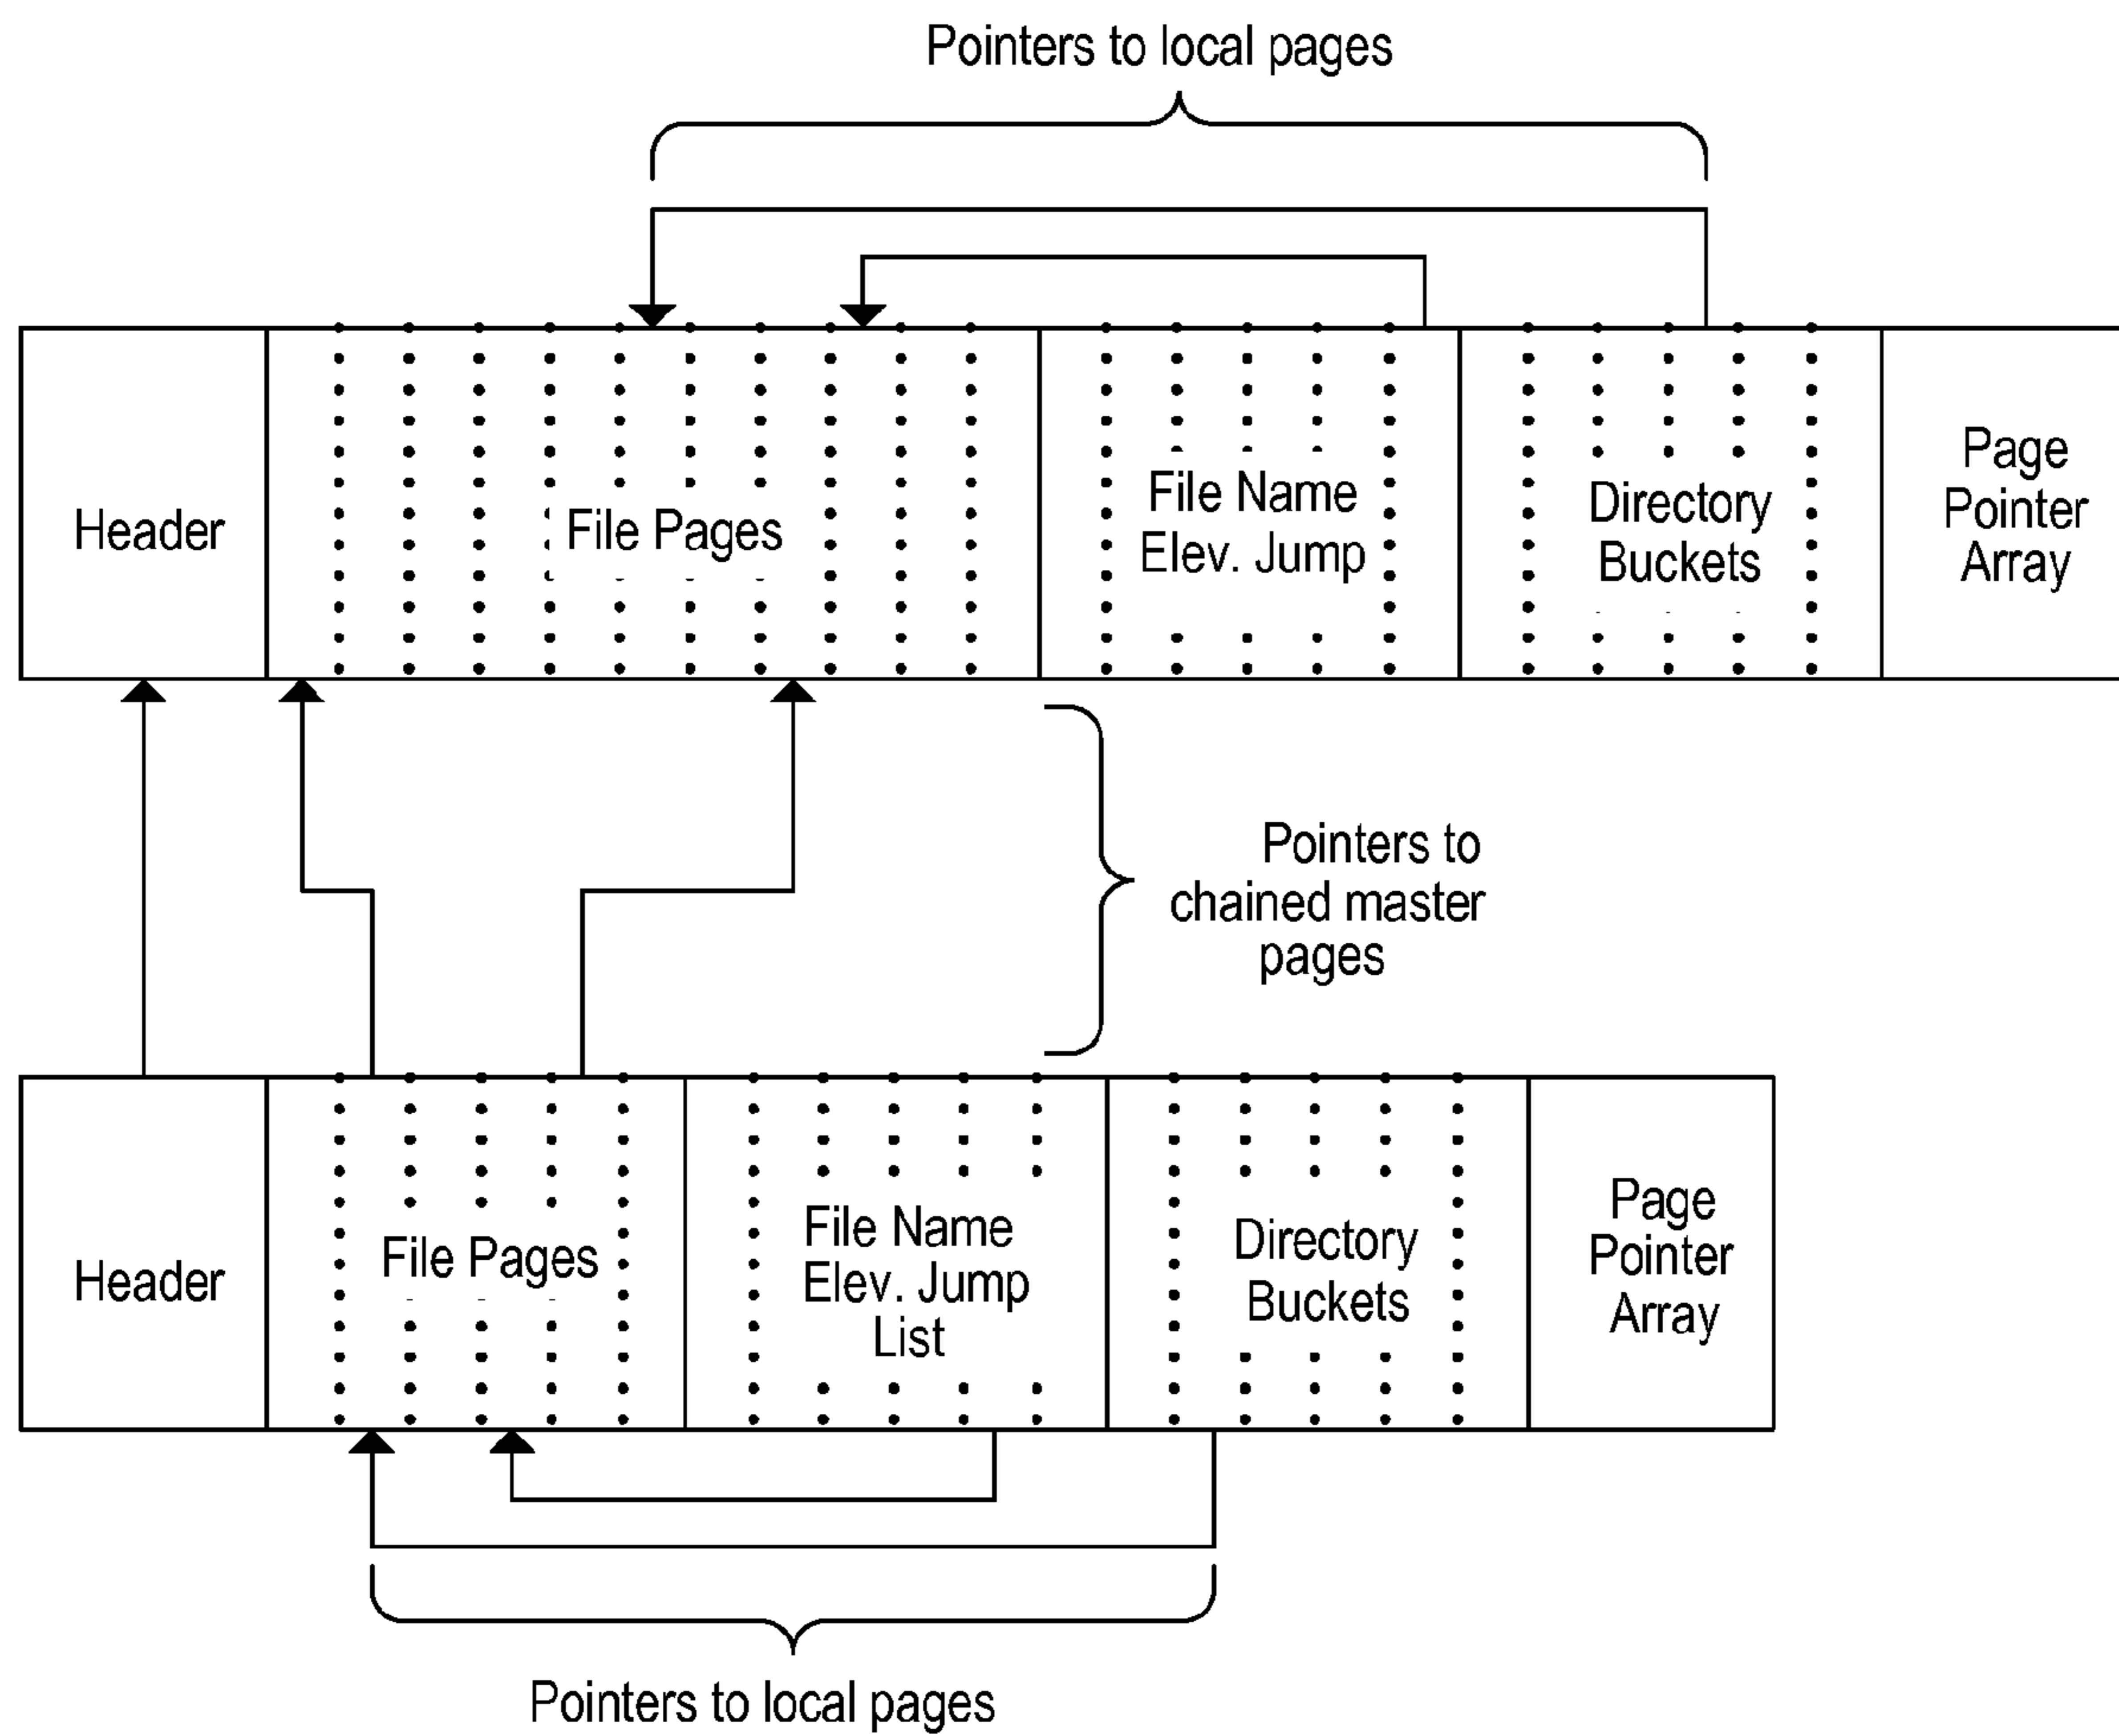 Pointers to local pages
Header
File Pages
File Name
Elev. Jump
Directory
Buckets
Page
Pointer
Array
Pointers to
chained master
pages
Header
File Pages
File Name
Elev. Jump
List
Directory
Buckets
Page
Pointer
Array
Pointers to local pages